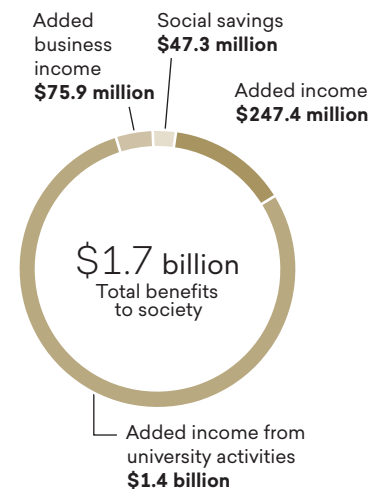 Added
business
income
$75.9 million
Social savings
$47.3 million
Added income
$247.4 million
$1.7 billion
Total benefits
to society
Added income from
university activities
$1.4 billion